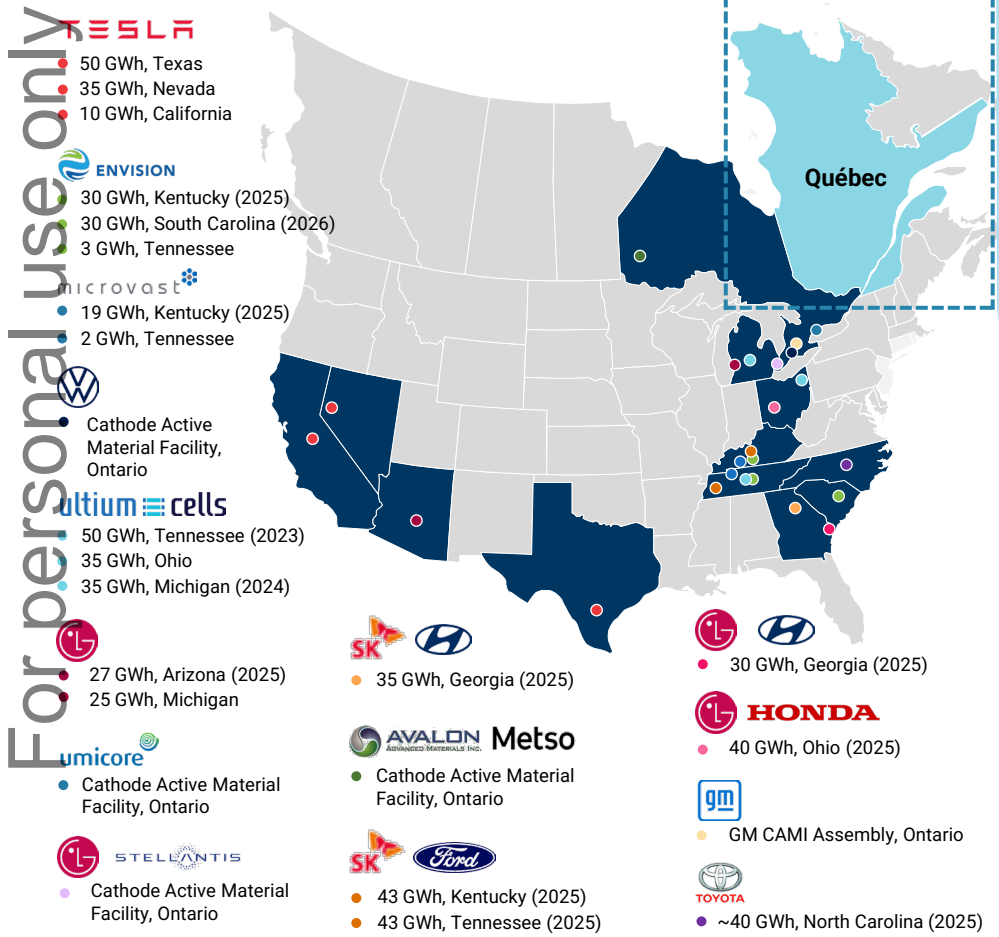 For personal use only
TESLA
50 GWh, Texas
35 GWh, Nevada
10 GWh, California
ENVISION
30 GWh, Kentucky (2025)
30 GWh, South Carolina (2026)
3 GWh, Tennessee
microvast
19 GWh, Kentucky (2025)
2 GWh, Tennessee
VW
Cathode Active
Material Facility,
Ontario
ultium cells
50 GWh, Tennessee (2023)
35 GWh, Ohio
35 GWh, Michigan (2024)
LG
27 GWh, Arizona (2025)
25 GWh, Michigan
umicore
Cathode Active Material
Facility, Ontario
LG STELLANTIS
Cathode Active Material
Facility, Ontario
Québec
SK
35 GWh, Georgia (2025)
AVALON
ADVANCED MATERIALS INC.
Metso
Cathode Active Material
Facility, Ontario
SK Ford
43 GWh, Kentucky (2025)
43 GWh, Tennessee (2025)
LG
30 GWh, Georgia (2025)
LG HONDA
40 GWh, Ohio (2025)
gm
GM CAMI Assembly, Ontario
TOYOTA
~40 GWh, North Carolina (2025)